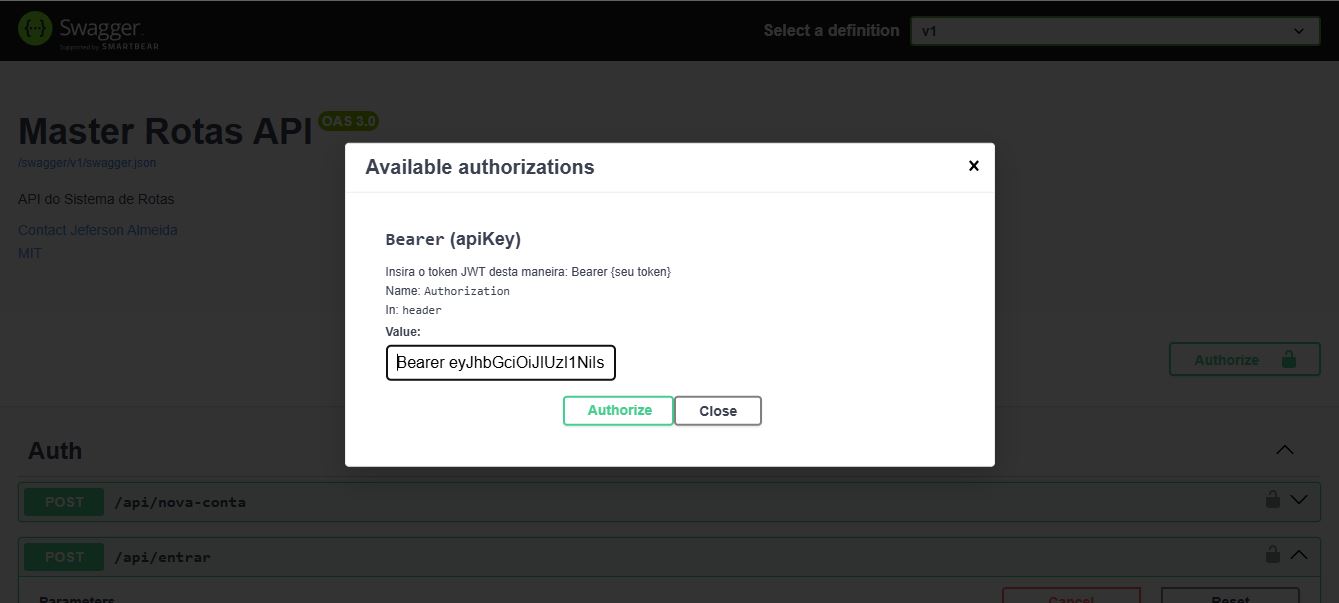 Swagger.
Supported by SMARTBEAR
Select a definition
v1
Master Rotas API
OAS 3.0
/swagger/v1/swagger.json
API do Sistema de Rotas
Contact Jeferson Almeida
MIT
Available authorizations
Bearer (apiKey)
Insira o token JWT desta maneira: Bearer {seu token}
Name: Authorization
In: header
Value:
Bearer eyJhbGciOiJIUzI1NiIs
Authorize
Close
Authorize
Auth
POST
/api/nova-conta
POST
/api/entrar
Parameters
Cancel
Reset